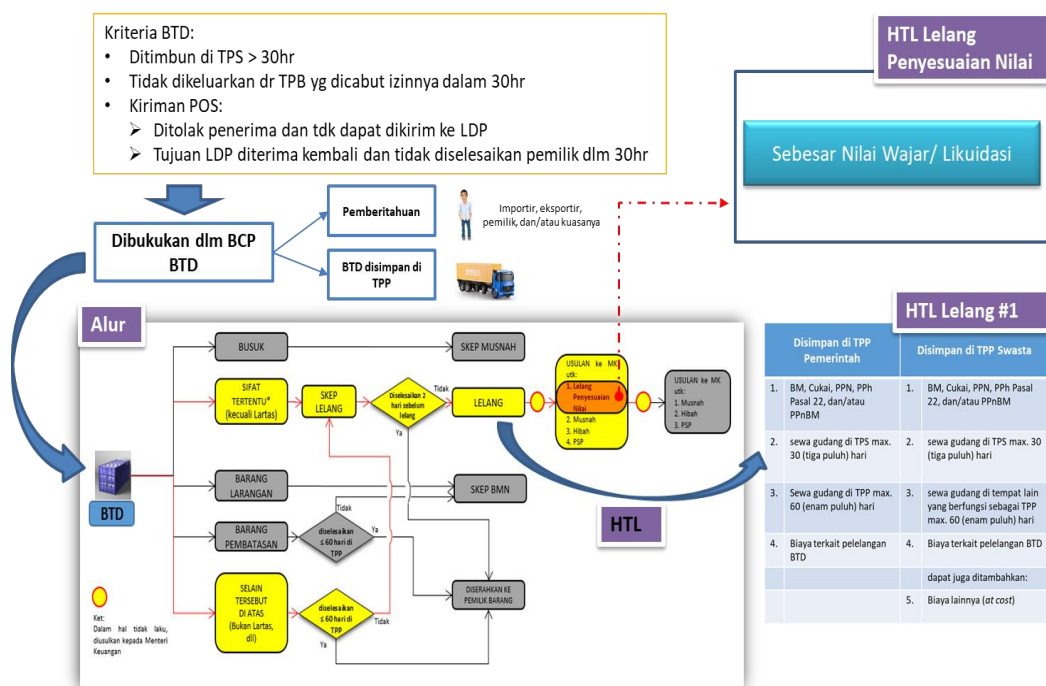 Kriteria BTD:
• Ditimbun di TPS > 30hr
• Tidak dikeluarkan dr TPB yg dicabut izinnya dalam 30hr
• Kiriman POS:
➢ Ditolak penerima dan tdk dapat dikirim ke LDP
➢ Tujuan LDP diterima kembali dan tidak diselesaikan pemilik dlm 30hr
HTL Lelang
Penyesuaian Nilai
Sebesar Nilai Wajar/ Likuidasi
Dibukukan dlm BCP
BTD
Pemberitahuan
Importir, eksportir,
pemilik, dan/atau kuasanya
BTD disimpan di
TPP
Alur
BUSUK
SKEP MUSNAH
SIFAT
TERTENTU*
(kecuali Lartas)
SKEP
LELANG
Diselesaikan 2
hari sebelum
lelang
Tidak
Ya
LELANG
USULAN ke MK
utk:
1. Lelang
Penyesuaian
Nilai
2. Musnah
3. Hibah
4. PSP
USULAN ke MK
utk:
1. Musnah
2. Hibah
3. PSP
BTD
BARANG
LARANGAN
SKEP BMN
BARANG
PEMBATASAN
Tidak
diselesaikan
≤ 60 hari di
TPP
Ya
SELAIN
TERSEBUT
DI ATAS
(Bukan Lartas,
dll)
diselesaikan
≤ 60 hari di
TPP
Tidak
Ya
DISERAHKAN KE
PEMILIK BARANG
Ket:
Dalam hal tidak laku,
diusulkan kepada Menteri
Keuangan
HTL
HTL Lelang #1
Disimpan di TPP
Pemerintah
Disimpan di TPP Swasta
1. BM, Cukai, PPN, PPh
Pasal 22, dan/atau
PPnBM
1. BM, Cukai, PPN, PPh Pasal
22, dan/atau PPnBM
2. sewa gudang di TPS max.
30 (tiga puluh) hari
2. sewa gudang di TPS max. 30
(tiga puluh) hari
3. Sewa gudang di TPP max.
60 (enam puluh) hari
3. sewa gudang di tempat lain
yang berfungsi sebagai TPP
max. 60 (enam puluh) hari
4. Biaya terkait pelelangan
BTD
4. Biaya terkait pelelangan BTD
dapat juga ditambahkan:
5. Biaya lainnya (at cost)